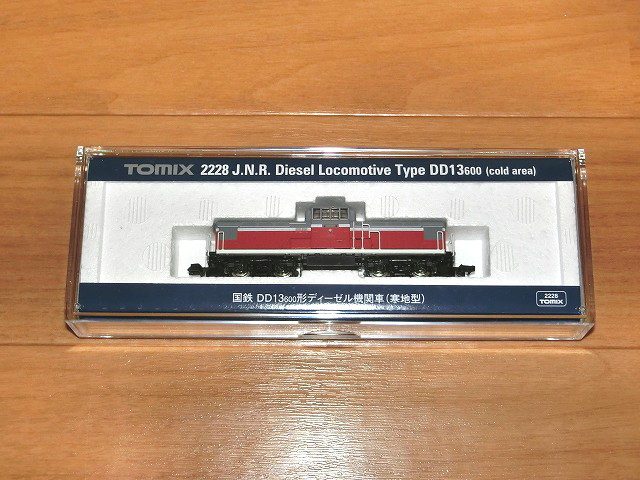 TOMIX 2228 J.N.R. Diesel Locomotive Type DD13600 (cold area)
国鉄 DD13600形ディーゼル機関車(寒地型)
2228
TOMIX